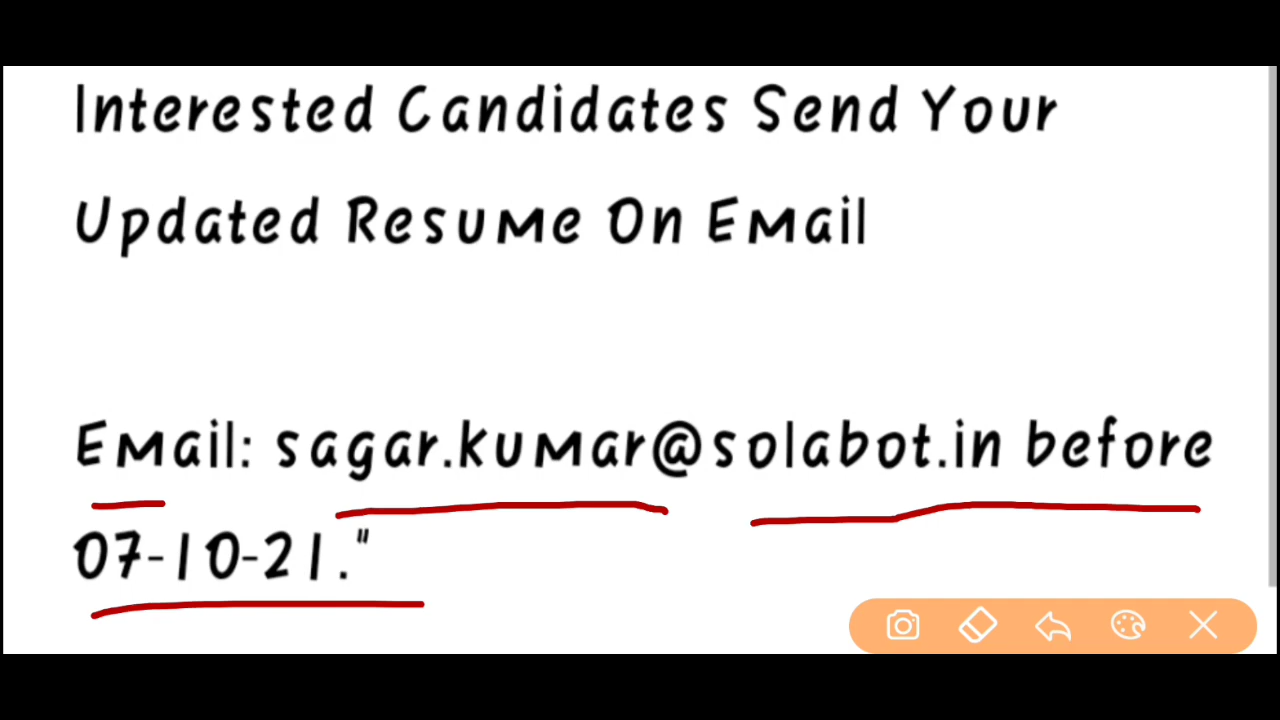 Interested Candidates Send Your
Updated Resume On Email
Email: sagar.kumar@solabot.in before
07-10-21."